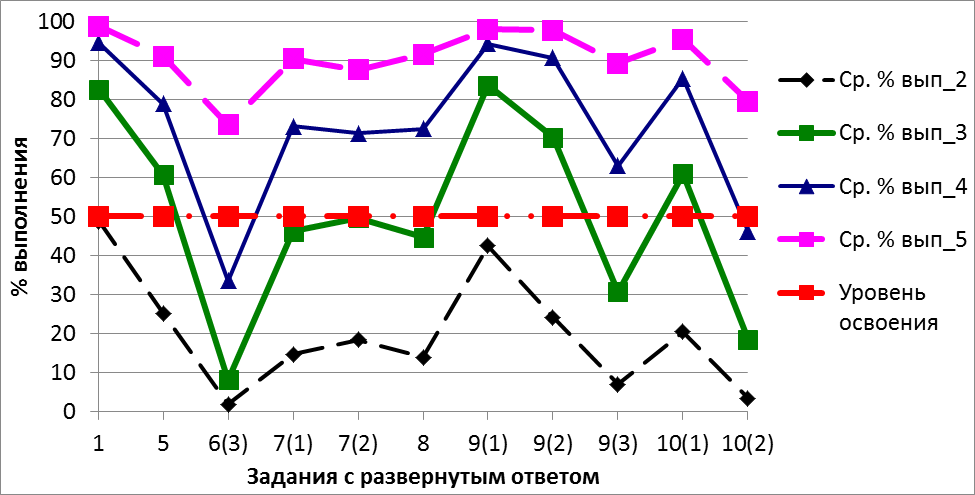 100
90
80
70
60
50
40
30
20
10
0
% выполнения
1 5 6(3) 7(1) 7(2) 8 9(1) 9(2) 9(3) 10(1) 10(2)
Задания с развернутым ответом
Ср. % вып_2
Ср. % вып_3
Ср. % вып_4
Ср. % вып_5
Уровень
освоения